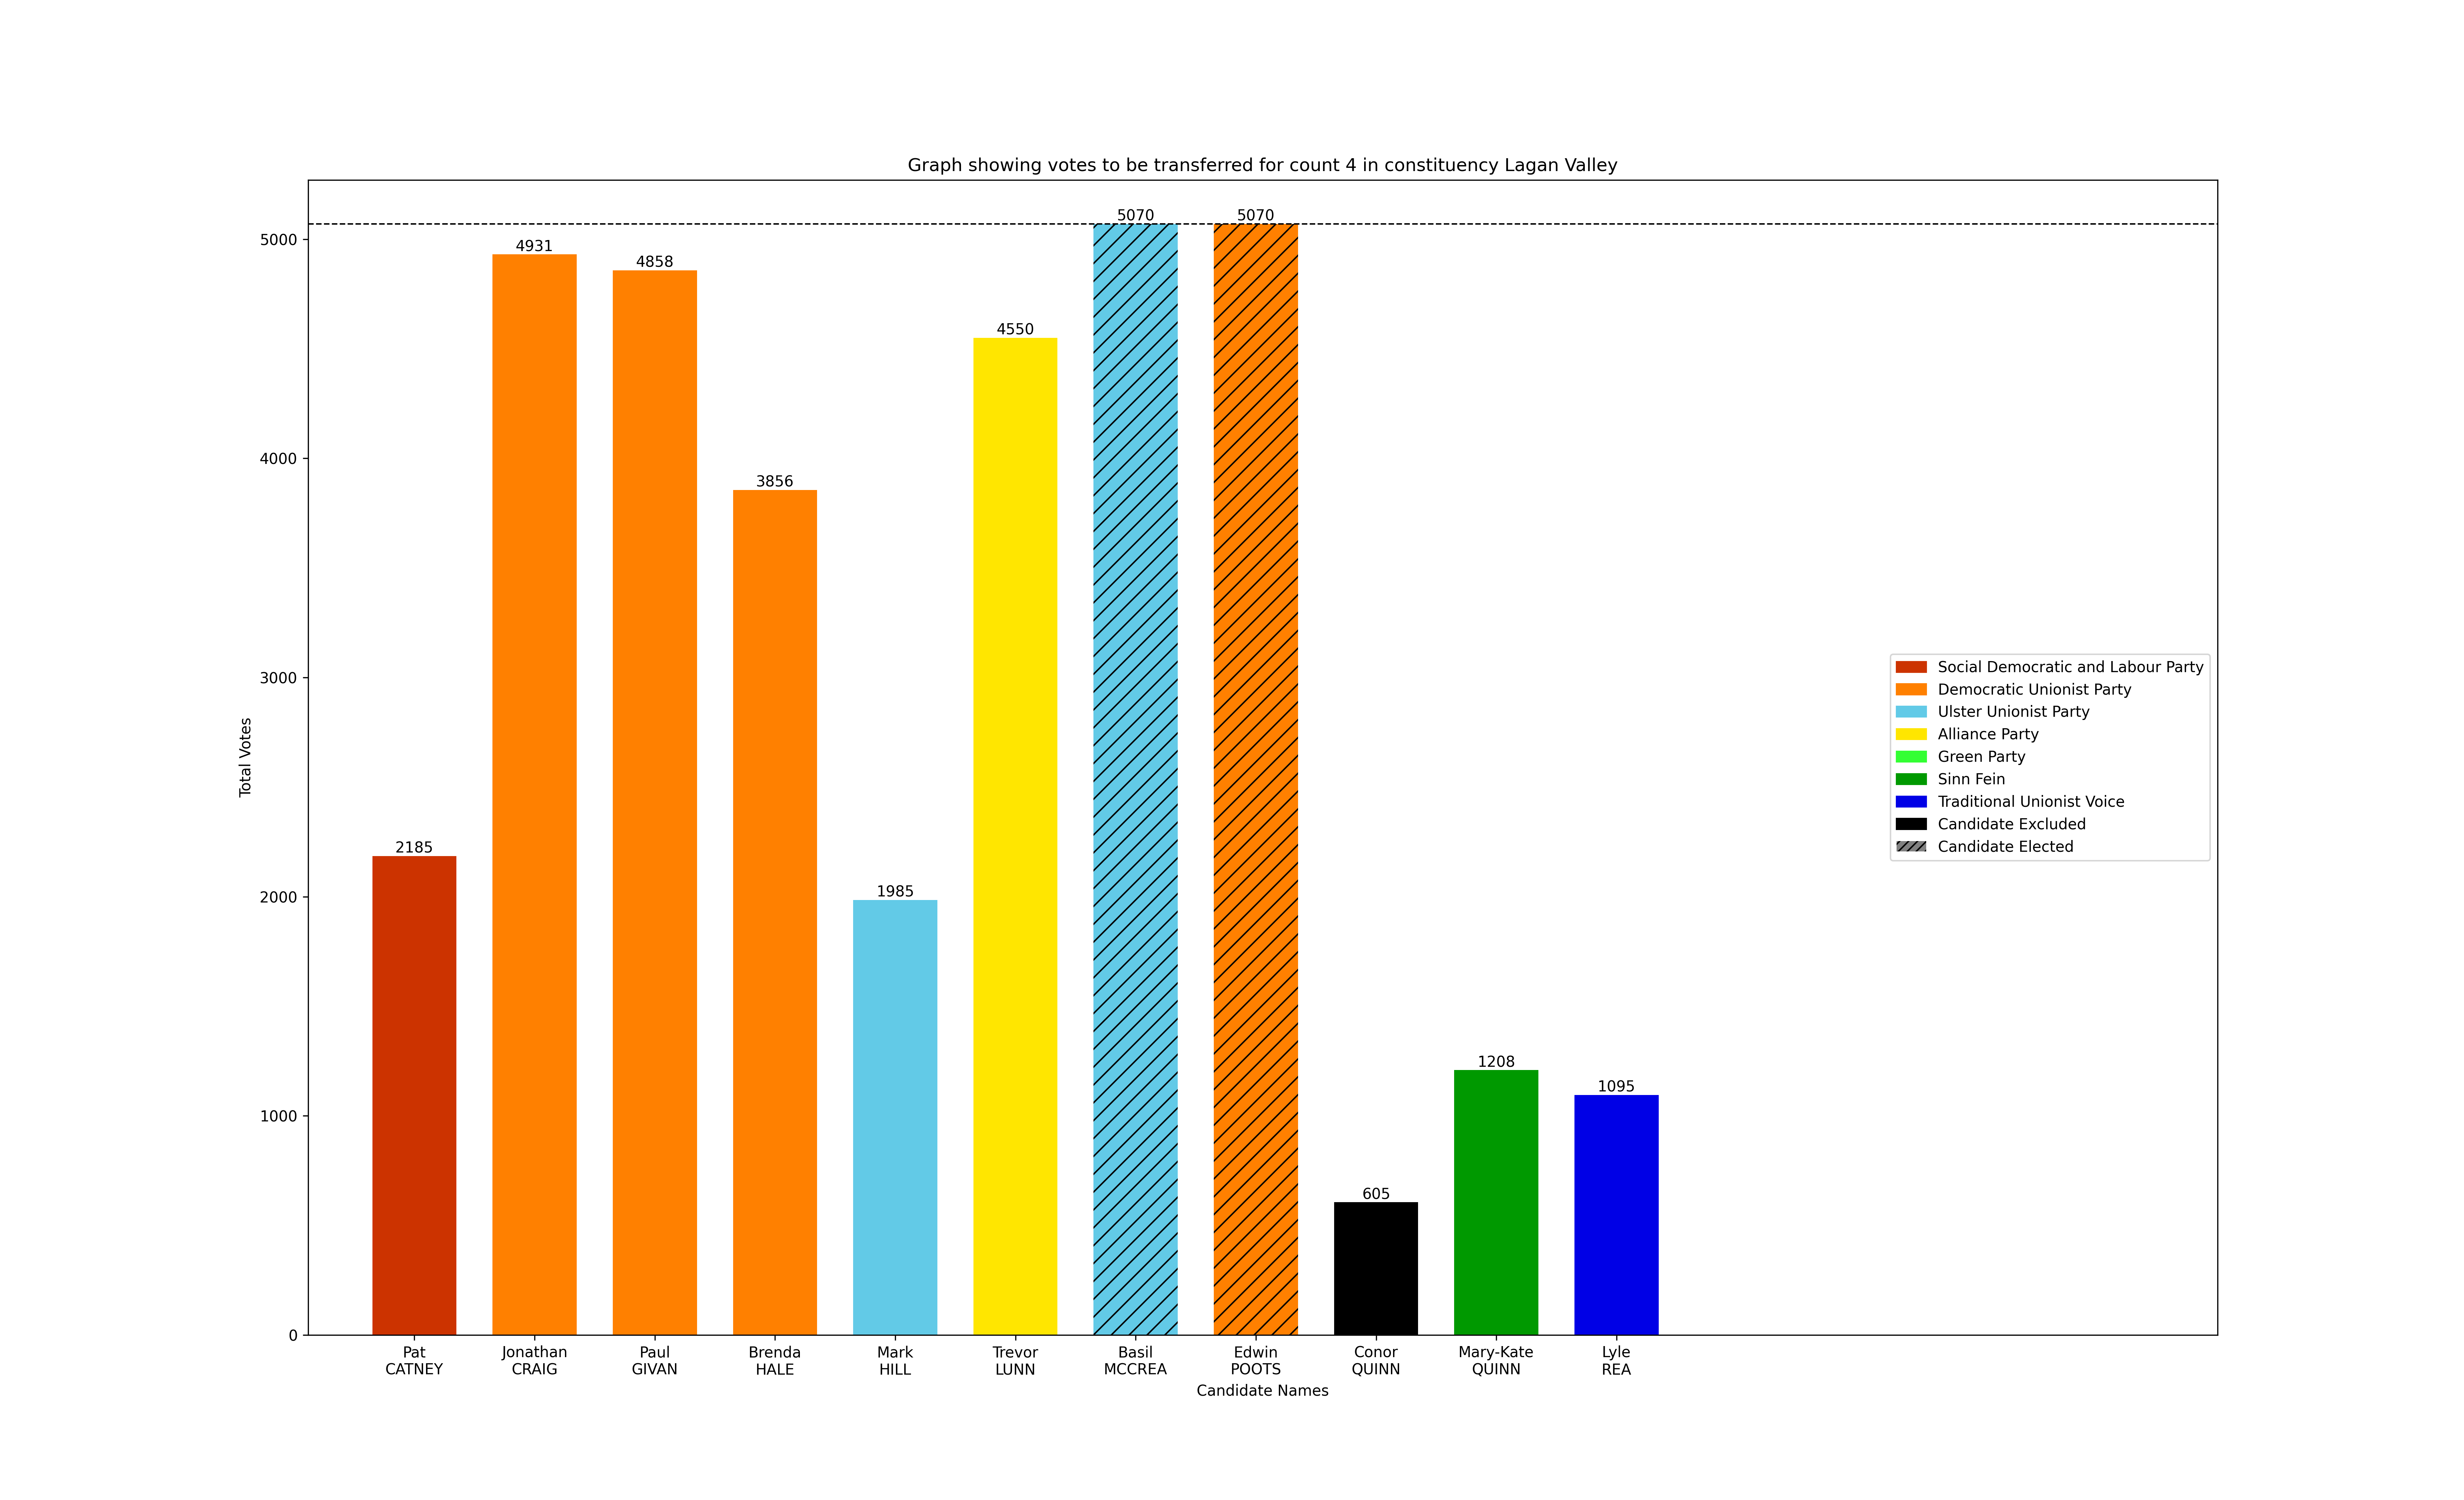 Graph showing votes to be transferred for count 4 in constituency Lagan Valley
5070
5070
5000
4931
4858
4550
4000
3856
3000
Social Democratic and Labour Party
Democratic Unionist Party
Ulster Unionist Party
Alliance Party
Green Party
Sinn Fein
Traditional Unionist Voice
Candidate Excluded
Candidate Elected
Total Votes
2185
2000
1985
1208
1095
1000
605
0
Pat
CATNEY
Jonathan
CRAIG
Paul
GIVAN
Brenda
HALE
Mark
HILL
Trevor
LUNN
Basil
MCCREA
Edwin
POOTS
Conor
QUINN
Mary-Kate
QUINN
Lyle
REA
Candidate Names